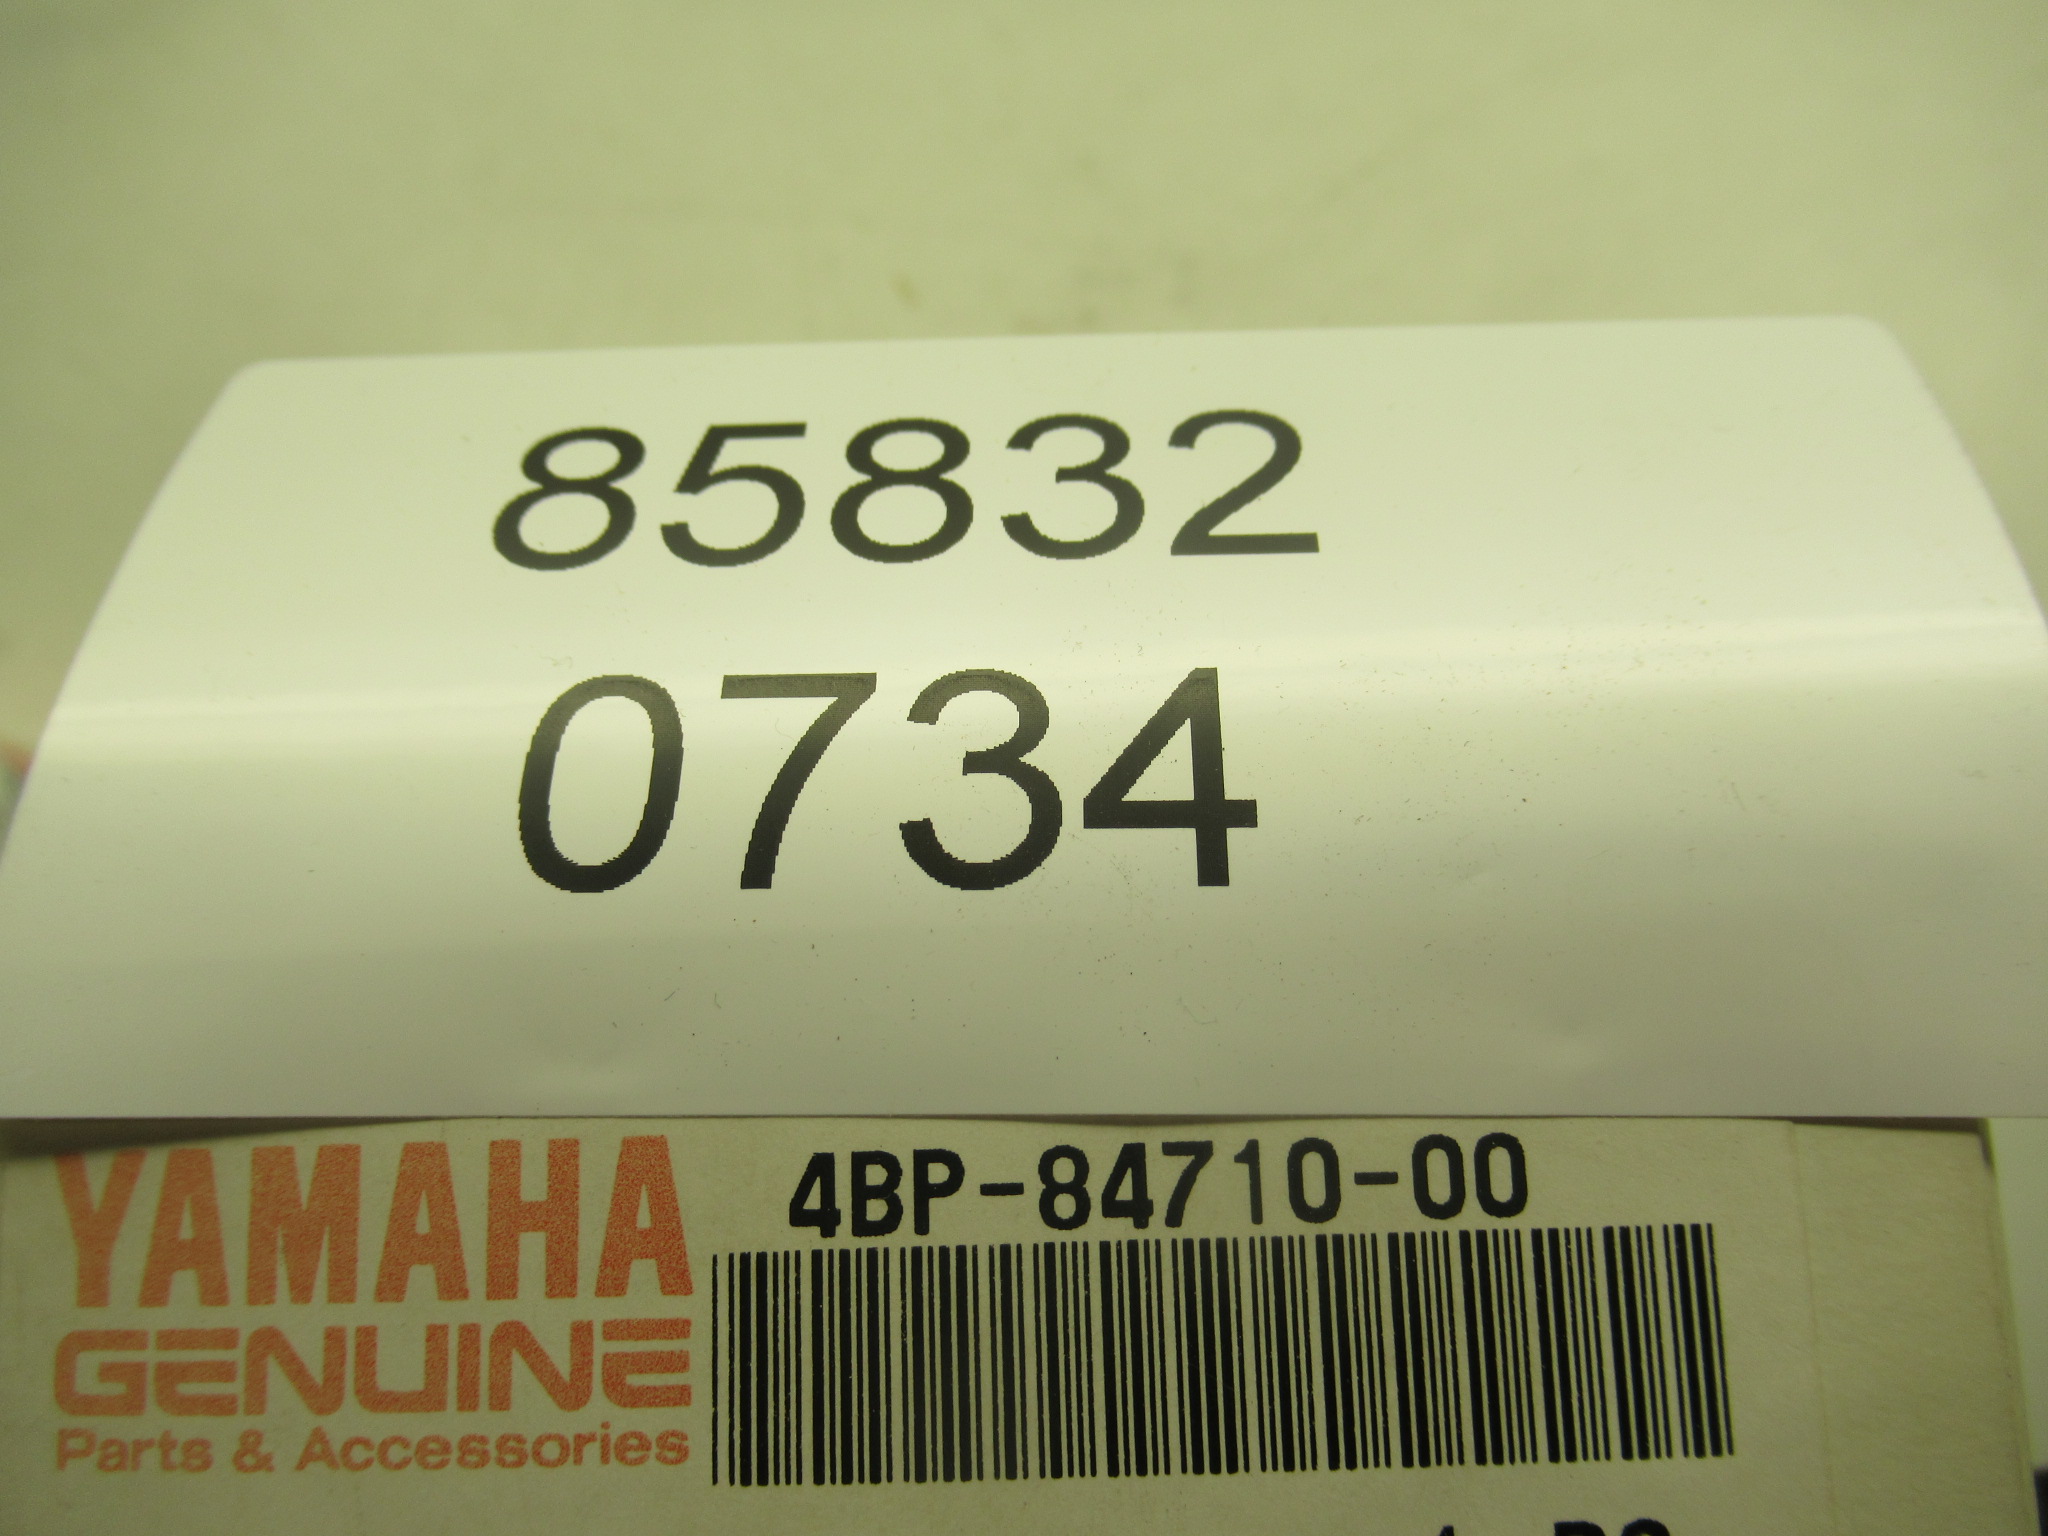 85832
0734
YAMAHA
GENUINE
Parts & Accessories
4BP-84710-00